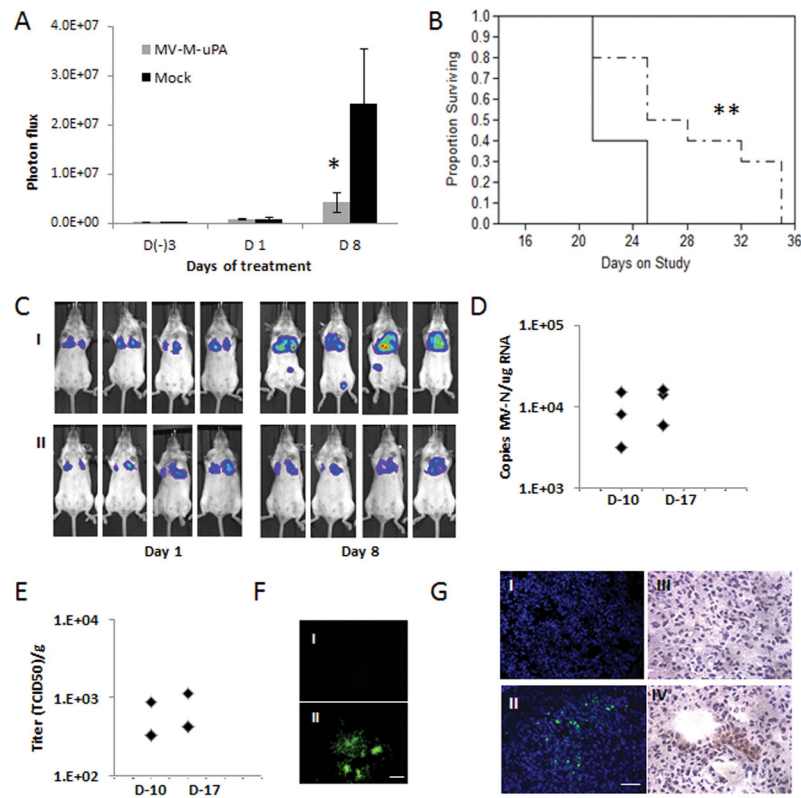 A
MV-M-uPA
Mock
Photon flux
4.0E+07
3.0E+07
2.0E+07
1.0E+07
0.0E+00
*
D(-)3
D 1
D 8
Days of treatment
B
Proportion Surviving
1.0
0.9
0.8
0.7
0.6
0.5
0.4
0.3
0.2
0.1
0.0
**
16
20
24
28
32
36
Days on Study
C
I
II
Day 1
Day 8
D
Copies MV-N/ug RNA
1.E+05
1.E+04
1.E+03
D-10
D-17
E
Titer (TCID50)/g
1.E+04
1.E+03
1.E+02
D-10
D-17
F
I
II
G
I
III
II
IV